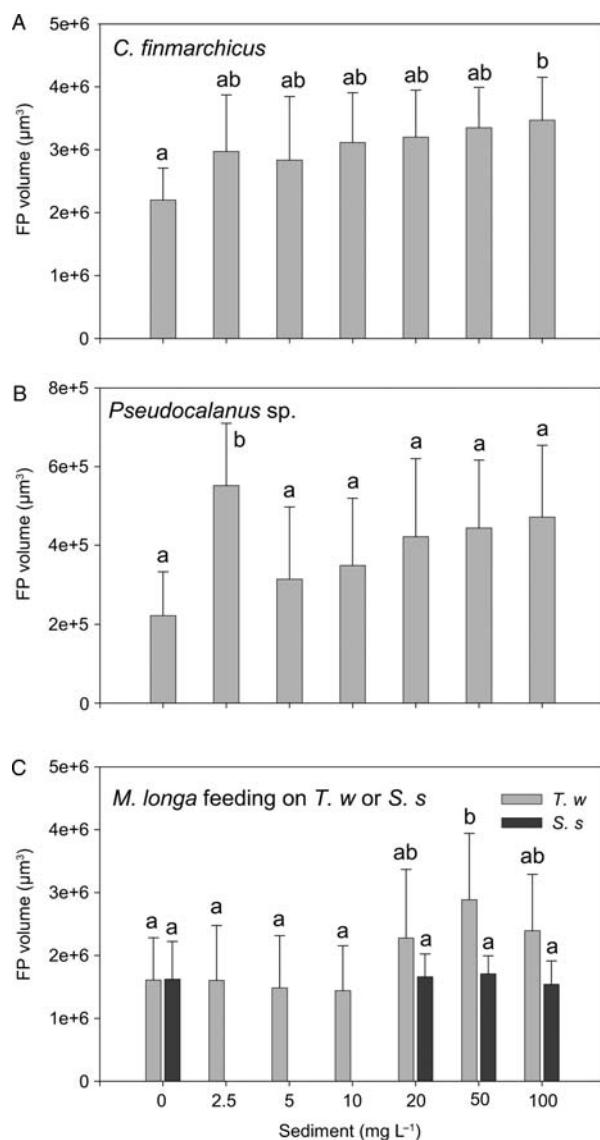 A
C. finmarchicus
FP volume (µm³)
5e+6
4e+6
3e+6
2e+6
1e+6
0
a
ab
ab
ab
ab
ab
b
B
Pseudocalanus sp.
FP volume (µm³)
8e+5
6e+5
4e+5
2e+5
0
a
b
a
a
a
a
a
C
M. longa feeding on T. w or S. s
T. w
S. s
FP volume (µm³)
5e+6
4e+6
3e+6
2e+6
1e+6
0
a a
a
a
a
ab a
b a
ab a
0 2.5 5 10 20 50 100
Sediment (mg L⁻¹)